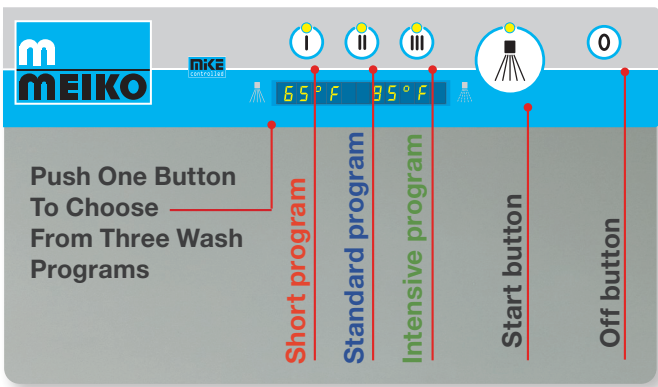 I II III 0
m
MEIKO
MIKE
controlled
65°F 85°F
Push One Button
To Choose
From Three Wash
Programs
Short program
Standard program
Intensive program
Start button
Off button